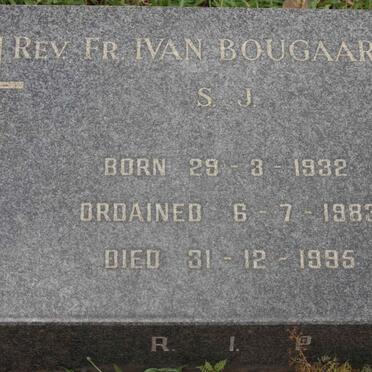 REV. FR. IVAN BOUGAAR
S. J.
BORN 29 - 3 - 1932
ORDAINED 6 - 7 - 1983
DIED 31 - 12 - 1995
R. I. P